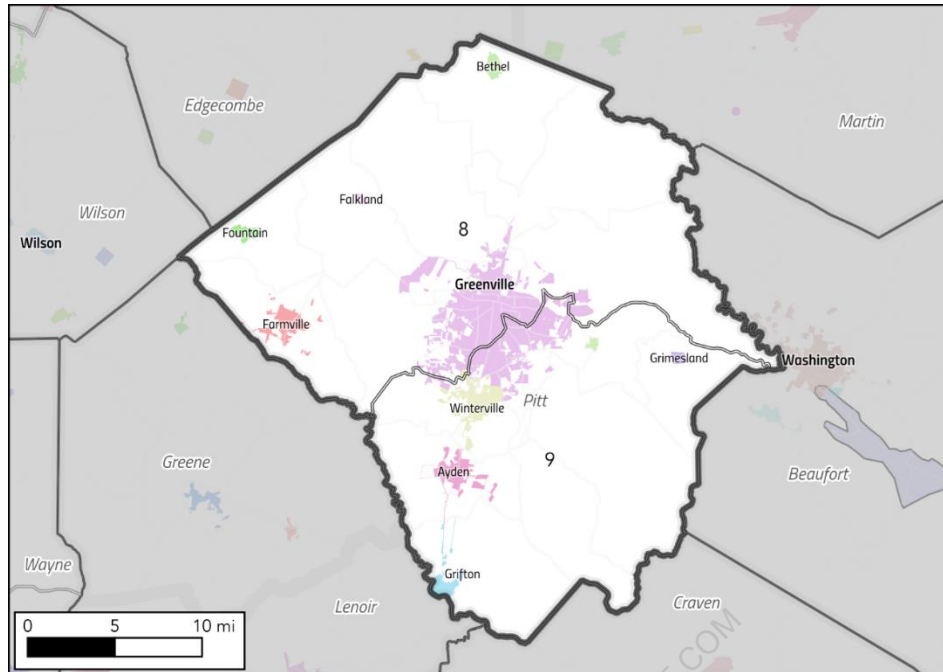 Bethel
Edgecombe
Martin
Wilson
Falkland
Fountain
8
Wilson
Greenville
Farmville
Grimesland
Washington
Winterville
Pitt
9
Ayden
Greene
Beaufort
Grifton
Wayne
Lenoir
Craven
0 5 10 mi
.COM